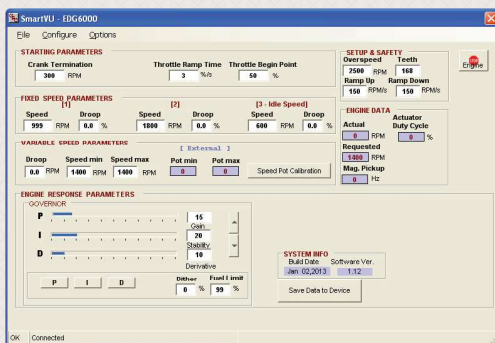 SmartVU - EDG6000
File Configure Options
STARTING PARAMETERS
Crank Termination
300 RPM
Throttle Ramp Time
3 %/s
Throttle Begin Point
50 %
SETUP & SAFETY
Overspeed Teeth
2500 RPM 168
Ramp Up Ramp Down
150 RPM/s 150 RPM/s
STOP
Engine
FIXED SPEED PARAMETERS
[1] [2] [3 - Idle Speed]
Speed Droop Speed Droop Speed Droop
999 RPM 0.0 % 1800 RPM 0.0 % 600 RPM 0.0 %
ENGINE DATA
Actual Actuator Duty Cycle
0 RPM 0 %
Requested
1400 RPM
Mag. Pickup
0 Hz
VARIABLE SPEED PARAMETERS
[ External ]
Droop Speed min Speed max Pot min Pot max
0.0 RPM 1400 RPM 1400 RPM 0 0
Speed Pot Calibration
ENGINE RESPONSE PARAMETERS
GOVERNOR
P 15
Gain
I 20
Stability
D 10
Derivative
P I D
Dither Fuel Limit
0 % 99 %
SYSTEM INFO
Build Date Software Ver.
Jan 02,2013 1.12
Save Data to Device
OK Connected